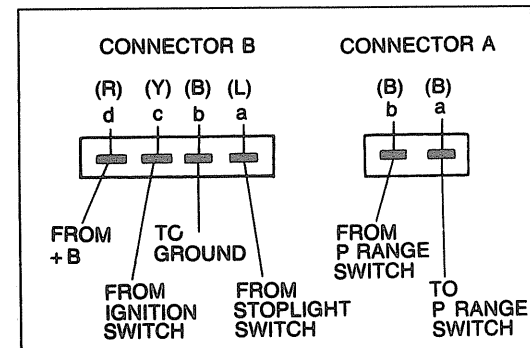 CONNECTOR B
(R) (Y) (B) (L)
d c b a
FROM
+ B
FROM
IGNITION
SWITCH
TO
GROUND
FROM
STOPLIGHT
SWITCH
CONNECTOR A
(B) (B)
b a
FROM
P RANGE
SWITCH
TO
P RANGE
SWITCH